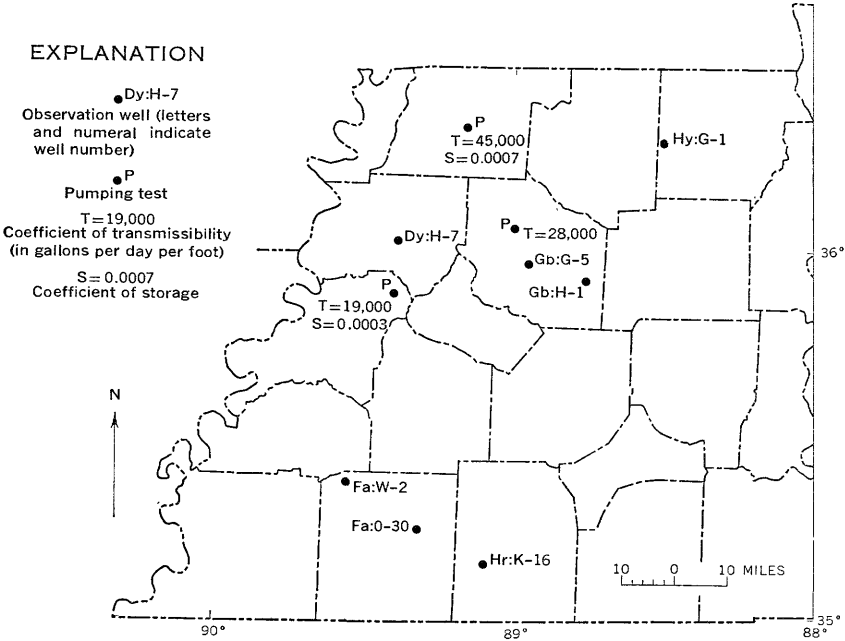 EXPLANATION
Dy:H-7
Observation well (letters
and numeral indicate
well number)
P
Pumping test
T=19,000
Coefficient of transmissibility
(in gallons per day per foot)
S=0.0007
Coefficient of storage
P
T=45,000
S=0.0007
Hy:G-1
P
T=28,000
Dy:H-7
Gb:G-5
Gb:H-1
36°
P
T=19,000
S=0.0003
N
Fa:W-2
Fa:O-30
Hr:K-16
10 0 10 MILES
90°
89°
88°
35°